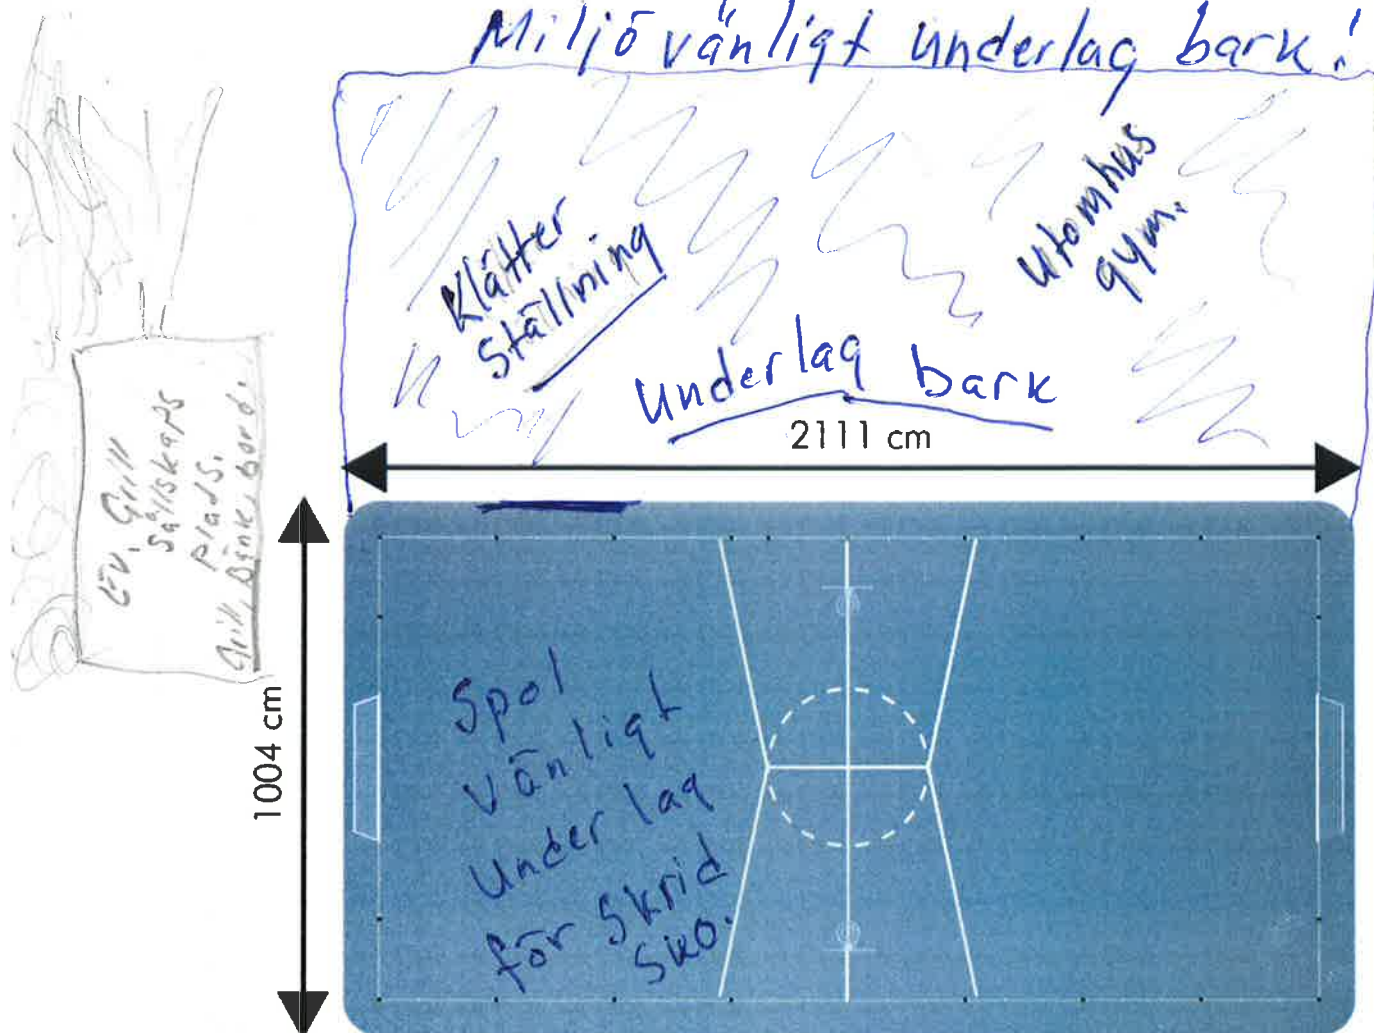 Miljövänligt underlag bark!
Klätter
ställning
Utomhus
gym.
Underlag bark
2111 cm
Ev. Grill
Sällskaps
plads.
Grill, Bänk, bord.
1004 cm
Spol
vänligt
Underlag
för Skrid
sko.